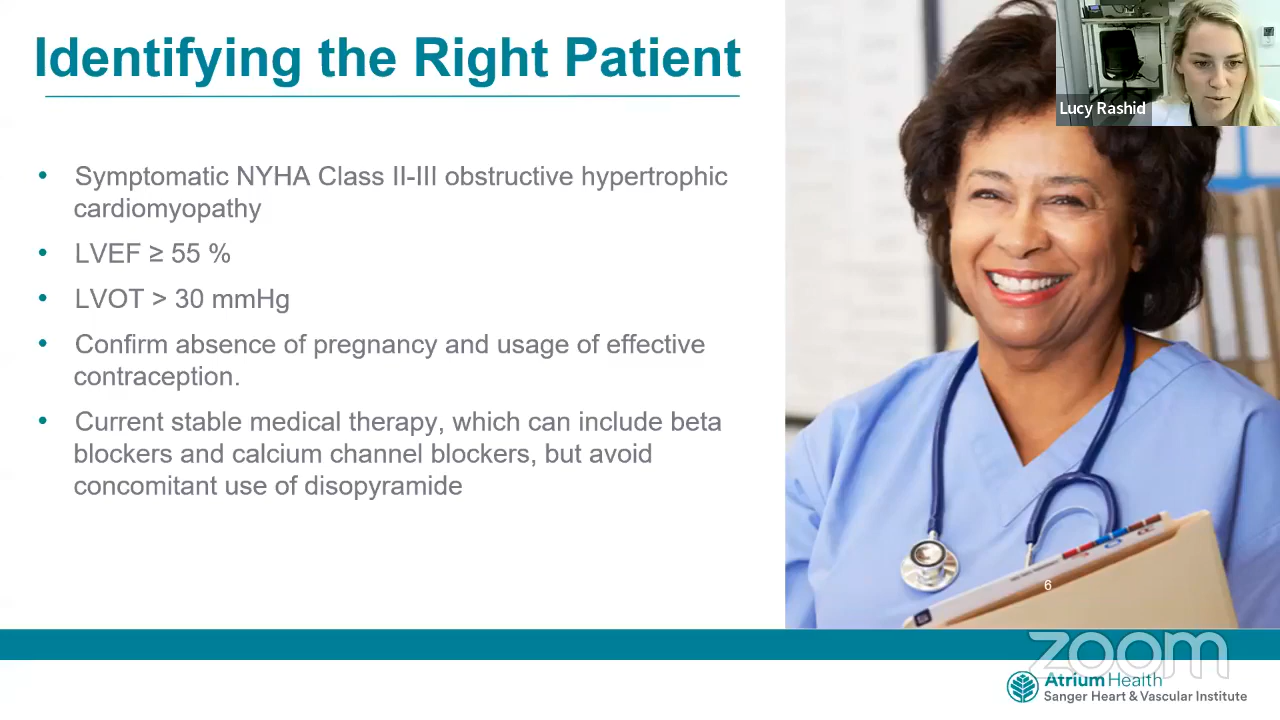 Identifying the Right Patient
Lucy Rashid
• Symptomatic NYHA Class II-III obstructive hypertrophic
cardiomyopathy
• LVEF ≥ 55 %
• LVOT > 30 mmHg
• Confirm absence of pregnancy and usage of effective
contraception.
• Current stable medical therapy, which can include beta
blockers and calcium channel blockers, but avoid
concomitant use of disopyramide
6
zoom
Atrium Health
Sanger Heart & Vascular Institute